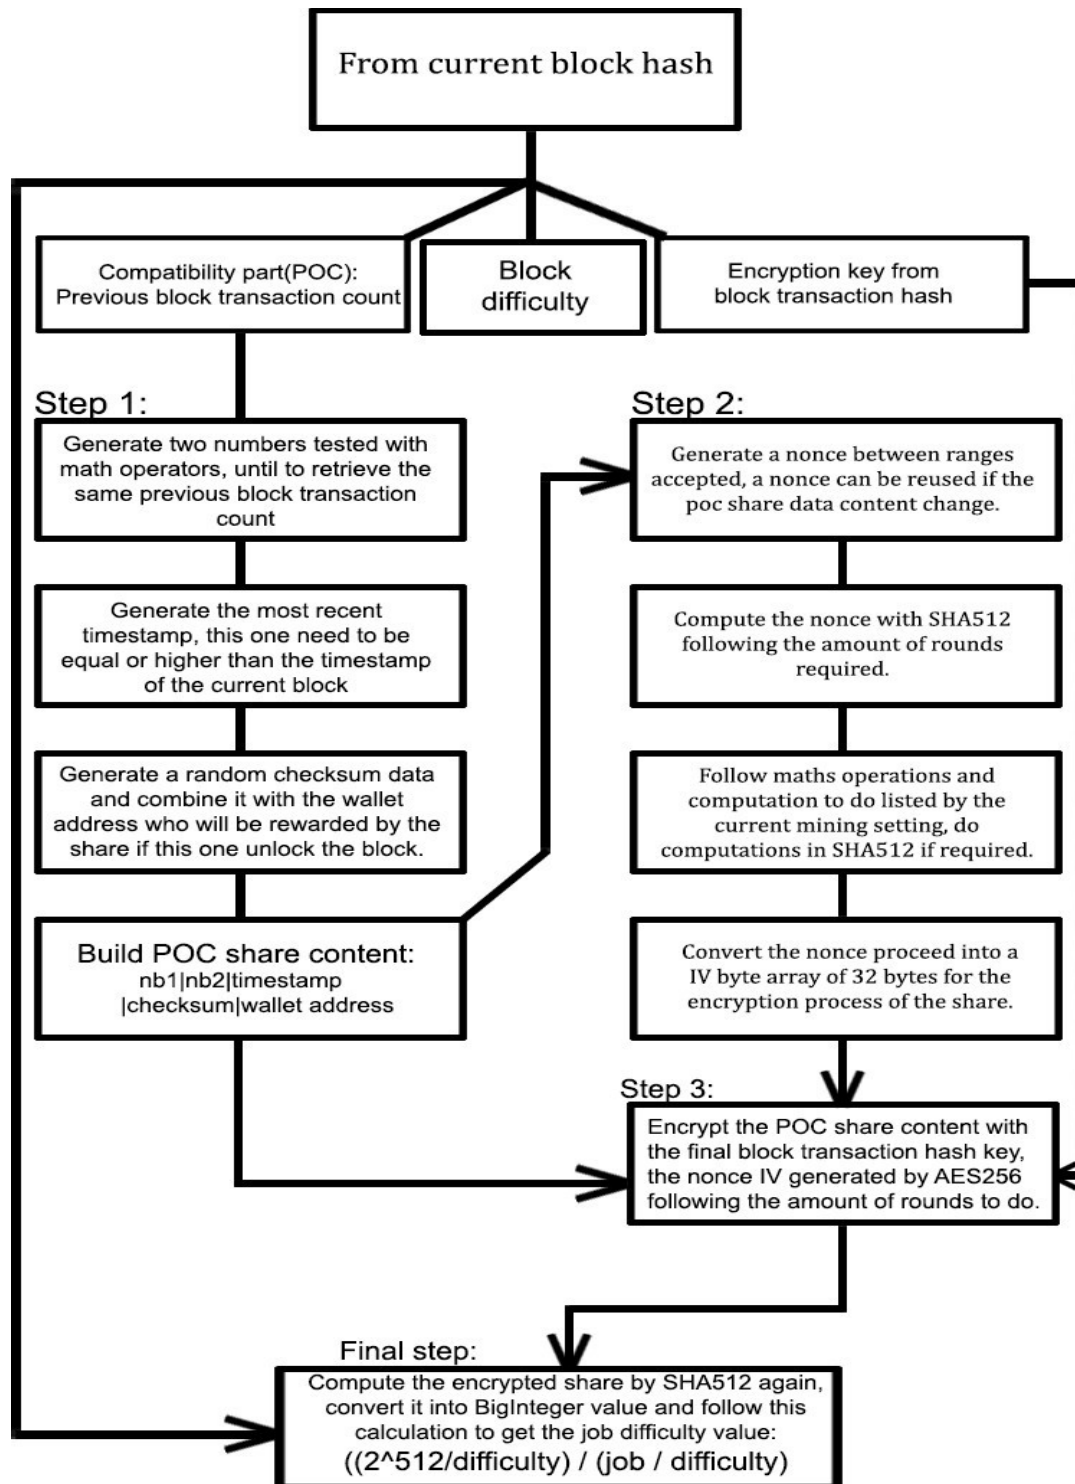 From current block hash
Compatibility part(POC):
Previous block transaction count
Block
difficulty
Encryption key from
block transaction hash
Step 1:
Generate two numbers tested with
math operators, until to retrieve the
same previous block transaction
count
Generate the most recent
timestamp, this one need to be
equal or higher than the timestamp
of the current block
Generate a random checksum data
and combine it with the wallet
address who will be rewarded by the
share if this one unlock the block.
Build POC share content:
nb1|nb2|timestamp
|checksum|wallet address
Step 2:
Generate a nonce between ranges
accepted, a nonce can be reused if the
poc share data content change.
Compute the nonce with SHA512
following the amount of rounds
required.
Follow maths operations and
computation to do listed by the
current mining setting, do
computations in SHA512 if required.
Convert the nonce proceed into a
IV byte array of 32 bytes for the
encryption process of the share.
Step 3:
Encrypt the POC share content with
the final block transaction hash key,
the nonce IV generated by AES256
following the amount of rounds to do.
Final step:
Compute the encrypted share by SHA512 again,
convert it into BigInteger value and follow this
calculation to get the job difficulty value:
((2^512/difficulty) / (job / difficulty)